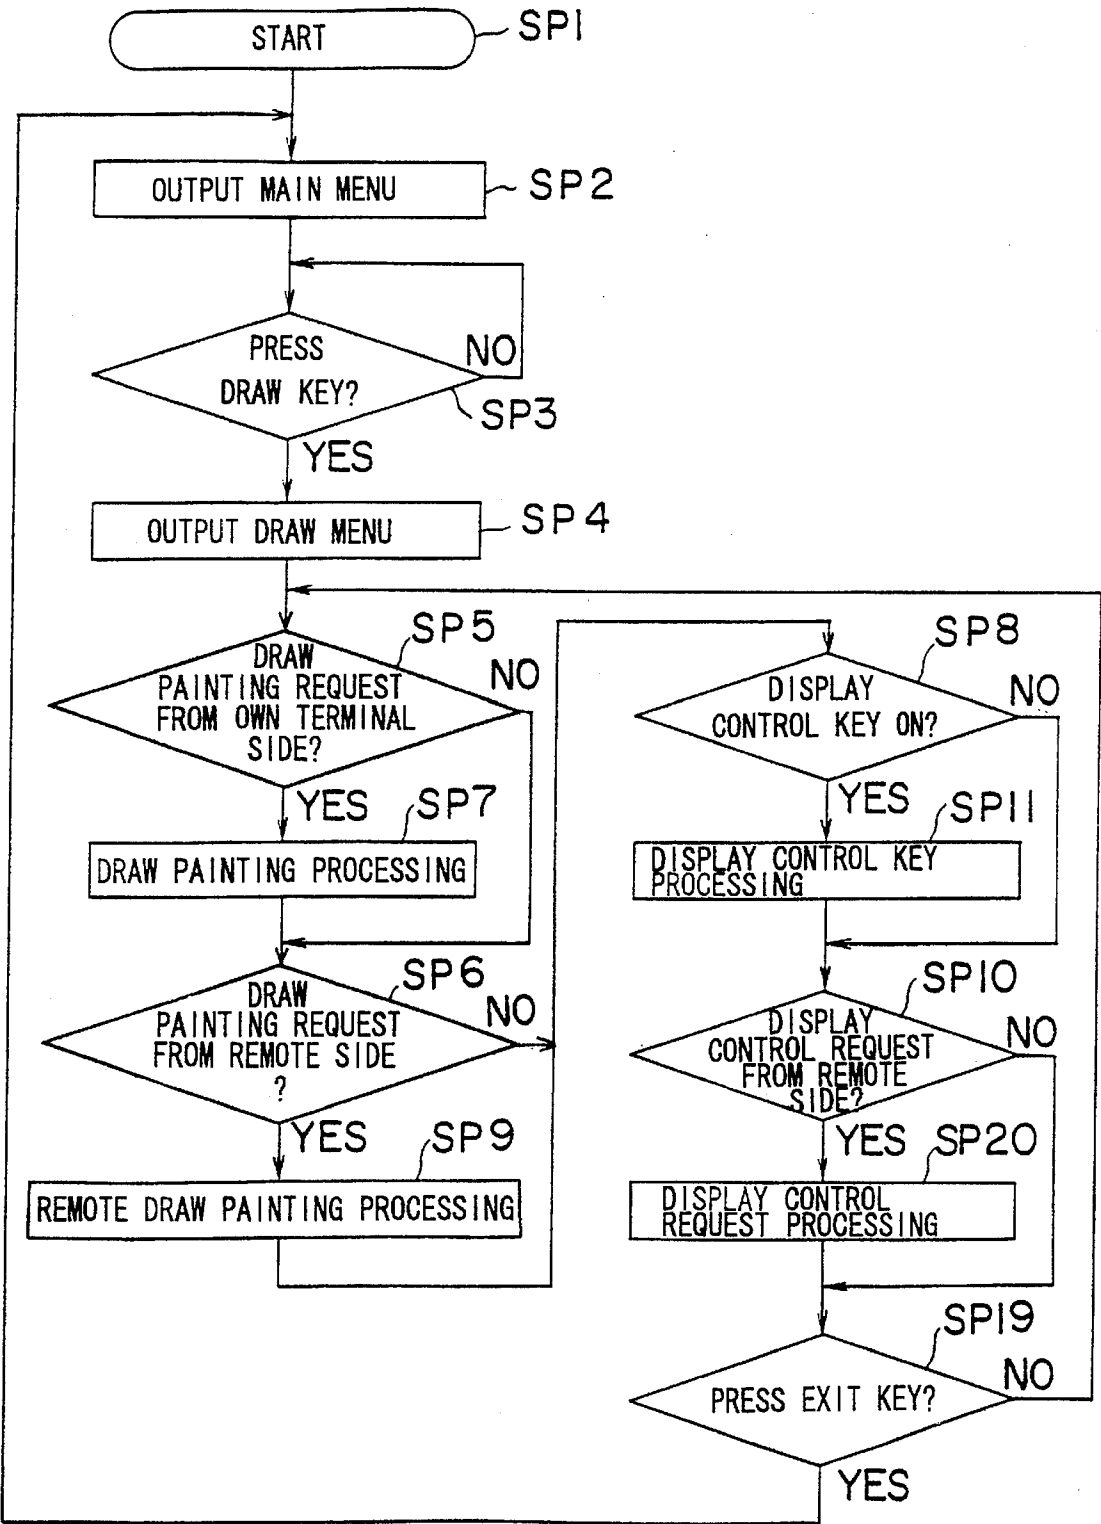 START
SP1
OUTPUT MAIN MENU
SP2
PRESS
DRAW KEY?
NO
SP3
YES
OUTPUT DRAW MENU
SP4
SP5
DRAW
PAINTING REQUEST
FROM OWN TERMINAL
SIDE?
NO
YES
SP7
DRAW PAINTING PROCESSING
SP6
DRAW
PAINTING REQUEST
FROM REMOTE SIDE
?
NO
YES
SP9
REMOTE DRAW PAINTING PROCESSING
SP8
DISPLAY
CONTROL KEY ON?
NO
YES
SP11
DISPLAY CONTROL KEY
PROCESSING
SP10
DISPLAY
CONTROL REQUEST
FROM REMOTE
SIDE?
NO
YES
SP20
DISPLAY CONTROL
REQUEST PROCESSING
SP19
PRESS EXIT KEY?
NO
YES